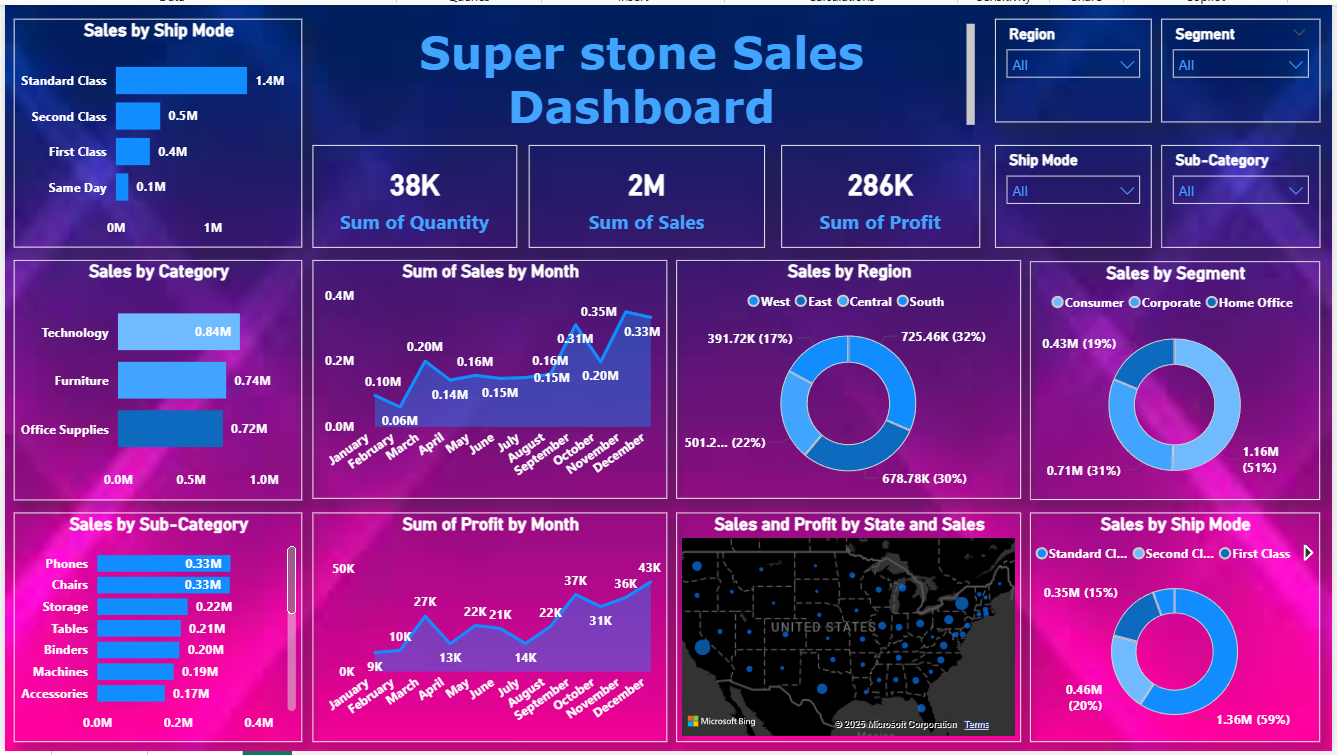 Sales by Ship Mode
Standard Class 1.4M
Second Class 0.5M
First Class 0.4M
Same Day 0.1M
0M 1M
Super stone Sales
Dashboard
Region
All
Segment
All
38K
Sum of Quantity
2M
Sum of Sales
286K
Sum of Profit
Ship Mode
All
Sub-Category
All
Sales by Category
Technology 0.84M
Furniture 0.74M
Office Supplies 0.72M
0.0M 0.5M 1.0M
Sum of Sales by Month
0.4M
0.2M
0.0M
0.10M
0.06M
0.20M
0.14M
0.16M
0.15M
0.16M
0.15M
0.31M
0.20M
0.35M
0.33M
January
February
March
April
May
June
July
August
September
October
November
December
Sales by Region
West East Central South
391.72K (17%)
725.46K (32%)
501.2... (22%)
678.78K (30%)
Sales by Segment
Consumer Corporate Home Office
0.43M (19%)
0.71M (31%)
1.16M
(51%)
Sales by Sub-Category
Phones 0.33M
Chairs 0.33M
Storage 0.22M
Tables 0.21M
Binders 0.20M
Machines 0.19M
Accessories 0.17M
0.0M 0.2M 0.4M
Sum of Profit by Month
50K
0K
9K
10K
27K
13K
22K
21K
14K
22K
37K
31K
36K
43K
January
February
March
April
May
June
July
August
September
October
November
December
Sales and Profit by State and Sales
UNITED STATES
Microsoft Bing
© 2025 Microsoft Corporation Terms
Sales by Ship Mode
Standard Cl... Second Cl... First Class
0.35M (15%)
0.46M
(20%)
1.36M (59%)